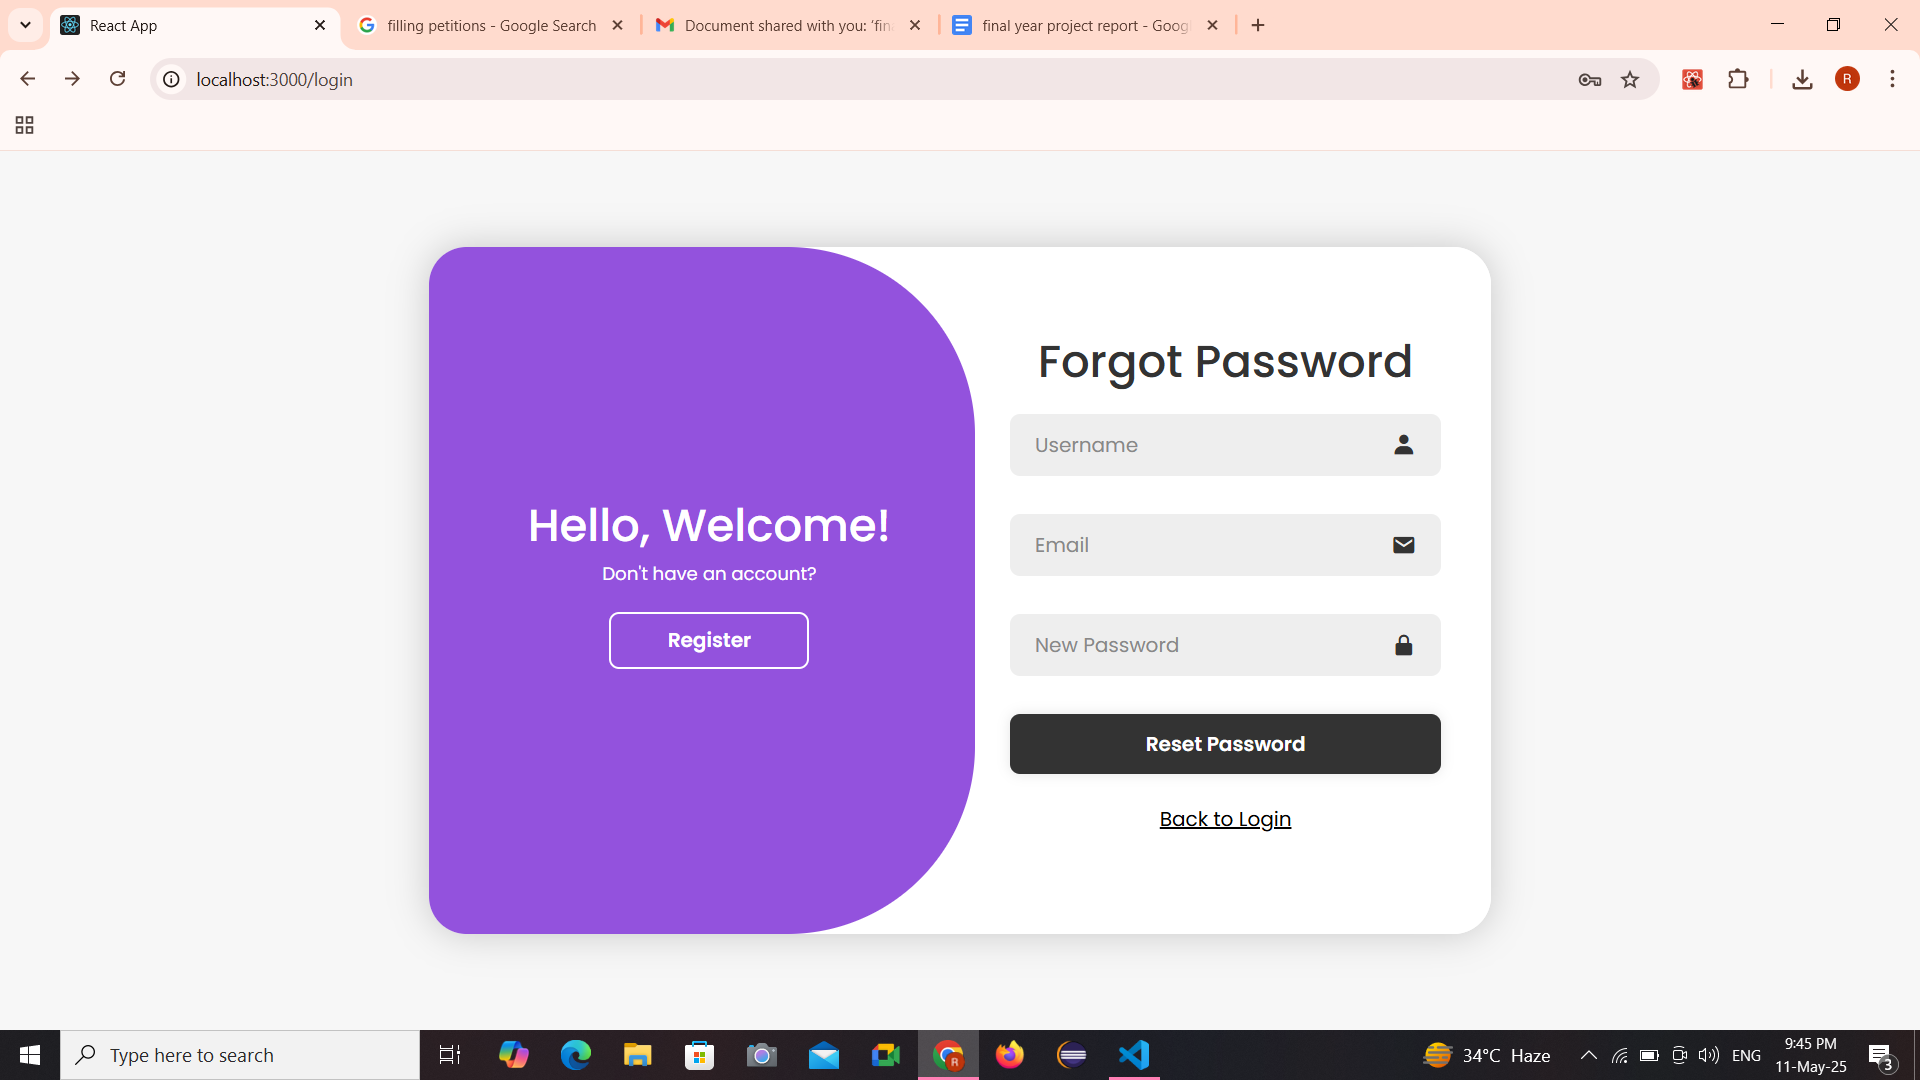 React App
filling petitions - Google Search
Document shared with you: ‘fina
final year project report - Googl
localhost:3000/login
R
Hello, Welcome!
Don't have an account?
Register
Forgot Password
Username
Email
New Password
Reset Password
Back to Login
Type here to search
R
34°C Haze
ENG
9:45 PM
11-May-25
3